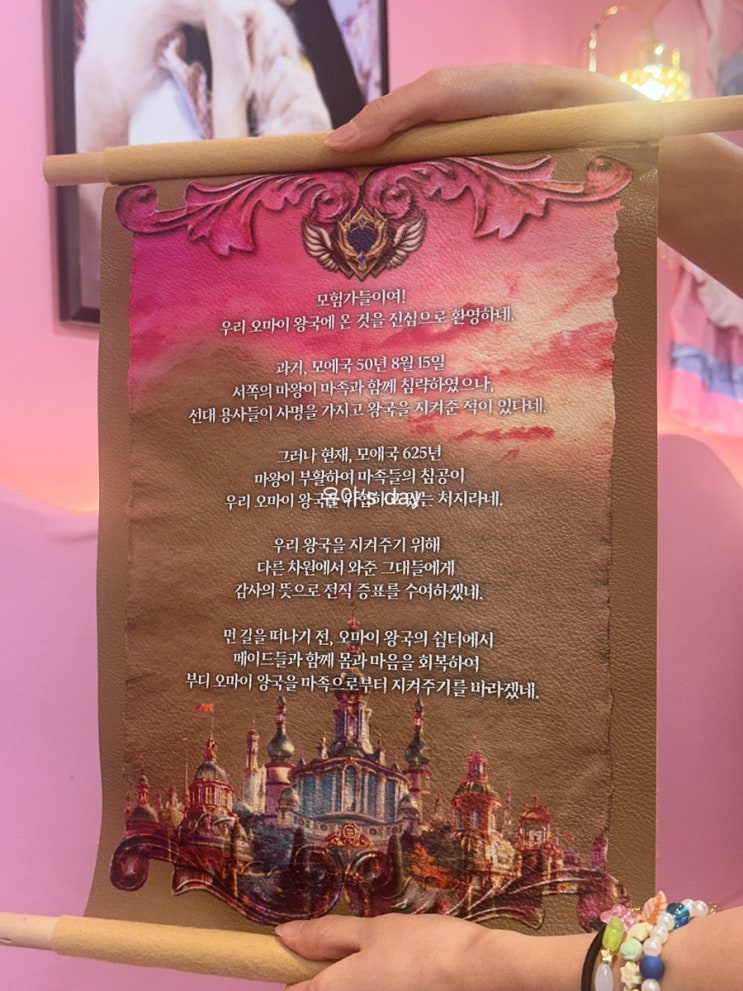 모험가들이여!
우리 오마이 왕국에 온 것을 진심으로 환영하네.
과거, 모에국 50년 8월 15일
서쪽의 마왕이 마족과 함께 침략하였으나,
선대 용사들이 사명을 가지고 왕국을 지켜준 적이 있다네.
그러나 현재, 모애국 625년
마왕이 부활하여 마족들의 침공이
우리 오마이 왕국을 위협하고 있는 처지라네.
융야's day
우리 왕국을 지켜주기 위해
다른 차원에서 와준 그대들에게
감사의 뜻으로 전직 증표를 수여하겠네.
먼 길을 떠나기 전, 오마이 왕국의 쉼터에서
메이드들과 함께 몸과 마음을 회복하여
부디 오마이 왕국을 마족으로부터 지켜주기를 바라겠네.